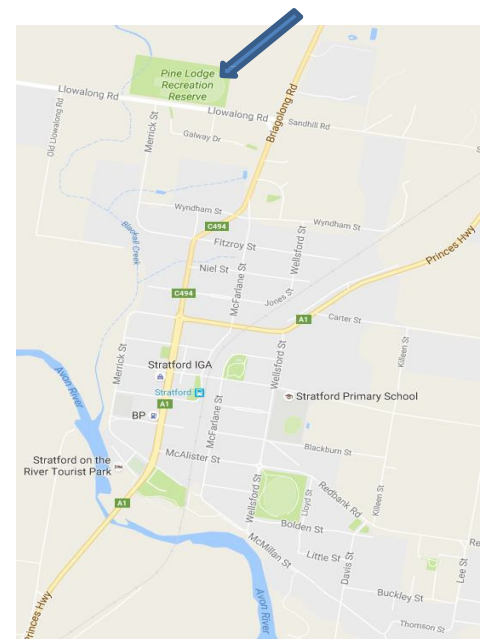 Pine Lodge
Recreation
Reserve
Llowalong Rd
Llowalong Rd
Old Llowalong Rd
Merrick St
Galway Dr
Briagolong Rd
Sandhill Rd
Wyndham St
Wyndham St
C494
Fitzroy St
Blackall Creek
Niel St
McFarlane St
Wellsford St
Princes Hwy
C494
Jones St
A1
Carter St
Killeen St
Merrick St
Stratford IGA
Avon River
Stratford
Wellsford St
Stratford Primary School
A1
BP
McFarlane St
Blackburn St
McAlister St
Stratford on the
River Tourist Park
Redbank Rd
Killeen St
Lloyd St
A1
Wellsford St
Bolden St
McMillan St
Little St
Davis St
Re
Lee St
Buckley St
Avon River
Princes Hwy
Thomson St